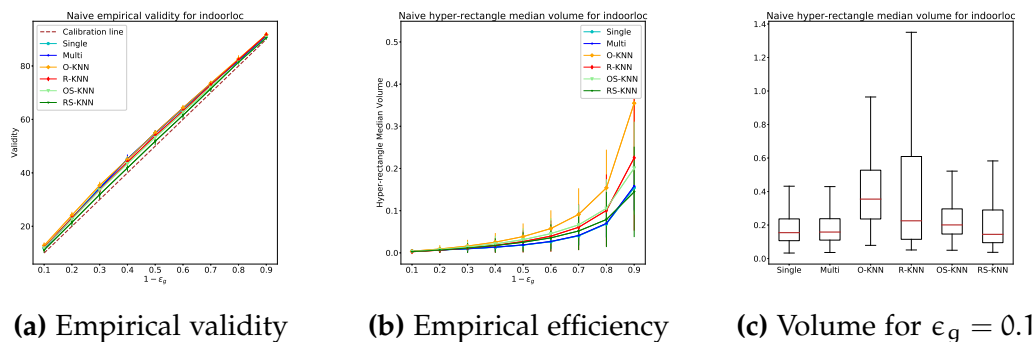 Naive empirical validity for indoorloc
Calibration line
Single
Multi
O-KNN
R-KNN
OS-KNN
RS-KNN
80
60
40
20
Validity
0.1 0.2 0.3 0.4 0.5 0.6 0.7 0.8 0.9
1 − ε_g
(a) Empirical validity
Naive hyper-rectangle median volume for indoorloc
Single
Multi
O-KNN
R-KNN
OS-KNN
RS-KNN
0.5
0.4
0.3
0.2
0.1
0.0
Hyper-rectangle Median Volume
0.1 0.2 0.3 0.4 0.5 0.6 0.7 0.8 0.9
1 − ε_g
(b) Empirical efficiency
Naive hyper-rectangle median volume for indoorloc
1.4
1.2
1.0
0.8
0.6
0.4
0.2
0.0
Single Multi O-KNN R-KNN OS-KNN RS-KNN
(c) Volume for ϵ_g = 0.1